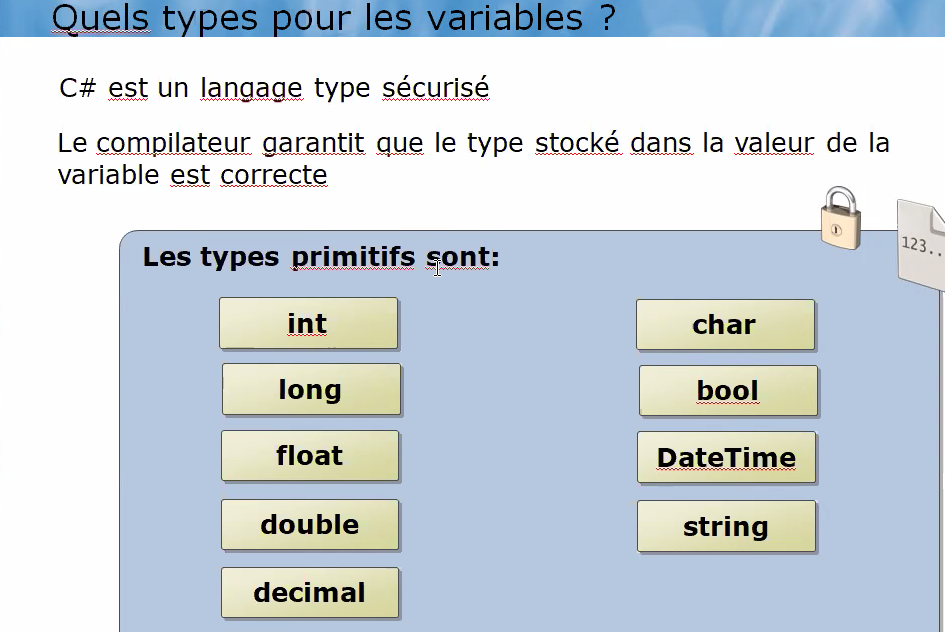 Quels types pour les variables ?
C# est un langage type sécurisé
Le compilateur garantit que le type stocké dans la valeur de la
variable est correcte
123..
Les types primitifs sont:
int
long
float
double
decimal
char
bool
DateTime
string